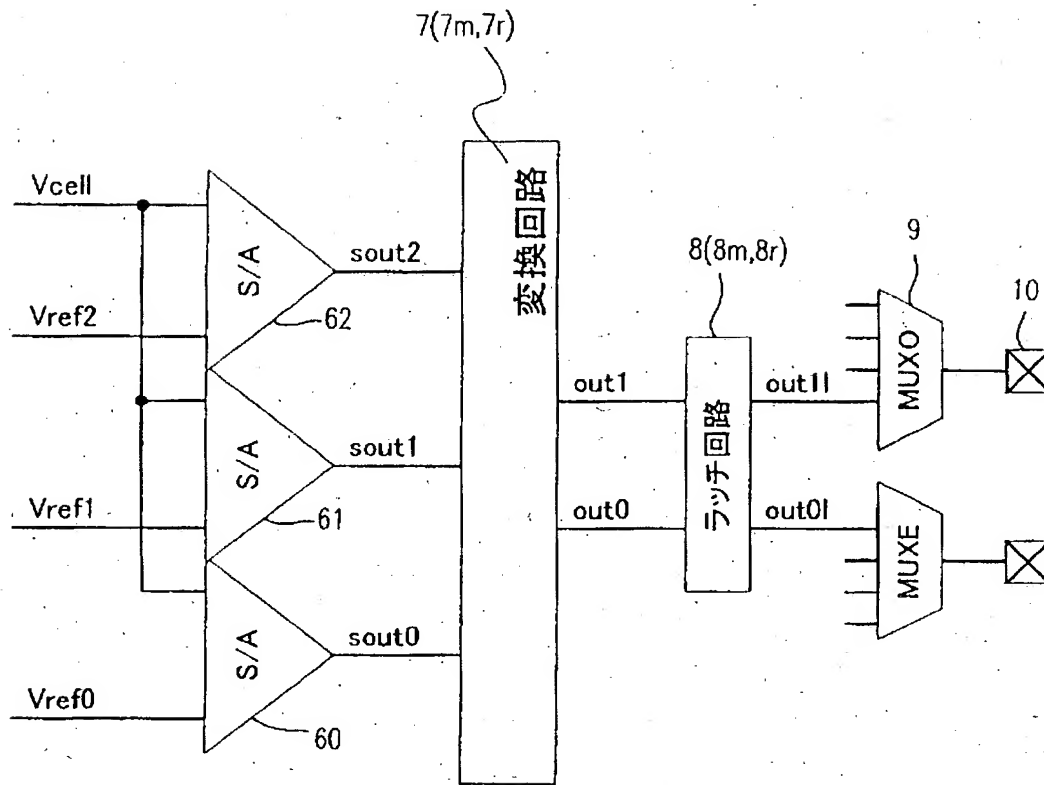 7(7m,7r)
Vcell
S/A
sout2
変換回路
8(8m,8r)
9
10
Vref2
62
MUXO
out1
out1l
S/A
sout1
ラッチ回路
Vref1
61
out0
out0l
MUXE
S/A
sout0
Vref0
60